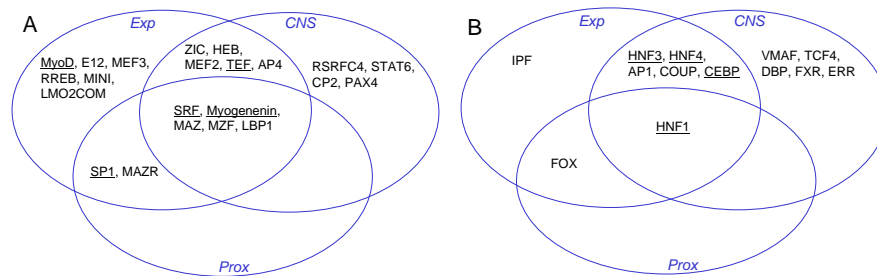 A
Exp
CNS
MyoD, E12, MEF3,
RREB, MINI,
LMO2COM
ZIC, HEB,
MEF2, TEF, AP4
RSRFC4, STAT6,
CP2, PAX4
SRF, Myogenenin,
MAZ, MZF, LBP1
SP1, MAZR
Prox
B
Exp
CNS
IPF
HNF3, HNF4,
AP1, COUP, CEBP
VMAF, TCF4,
DBP, FXR, ERR
HNF1
FOX
Prox